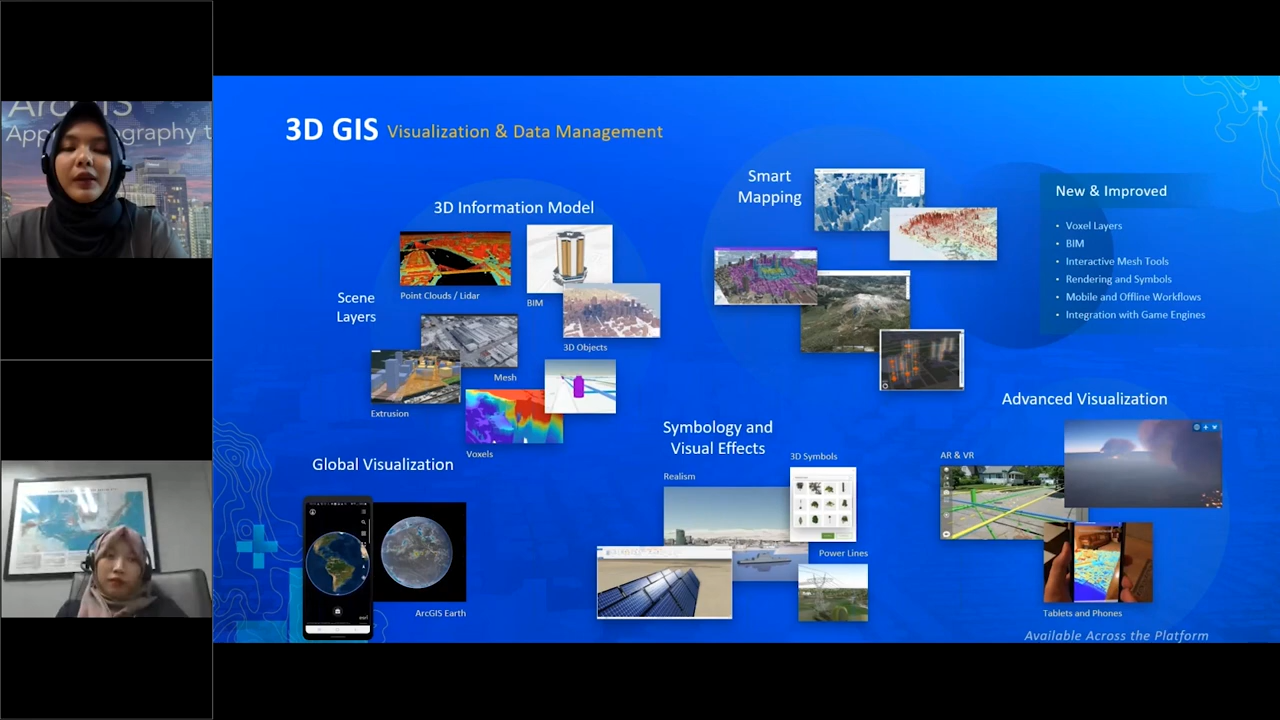 ArcGIS
3D GIS Visualization & Data Management
3D Information Model
Scene
Layers
Point Clouds / Lidar
BIM
3D Objects
Mesh
Extrusion
Voxels
Smart
Mapping
New & Improved
• Voxel Layers
• BIM
• Interactive Mesh Tools
• Rendering and Symbols
• Mobile and Offline Workflows
• Integration with Game Engines
Global Visualization
ArcGIS Earth
Symbology and
Visual Effects
Realism
3D Symbols
Power Lines
Advanced Visualization
AR & VR
Tablets and Phones
Available Across the Platform